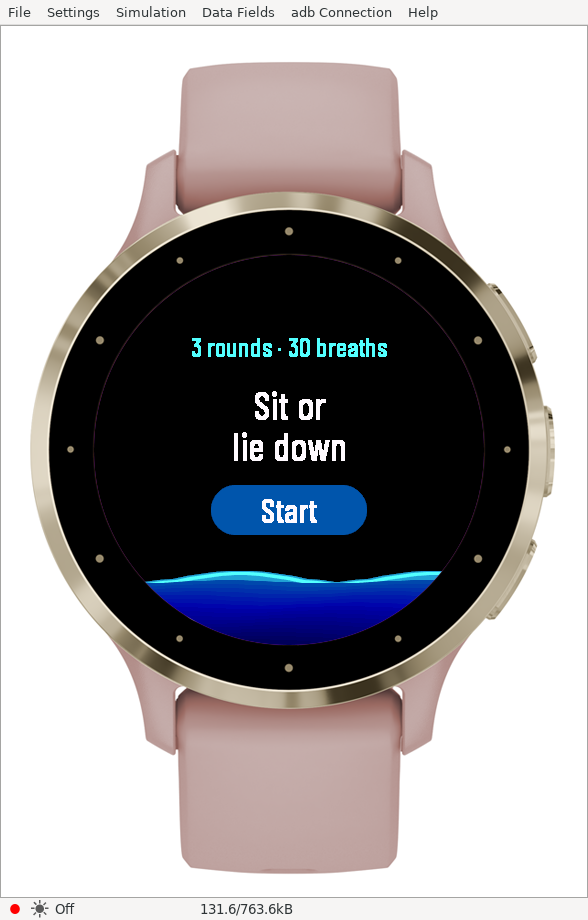 File Settings Simulation Data Fields adb Connection Help
3 rounds · 30 breaths
Sit or
lie down
Start
Off 131.6/763.6kB